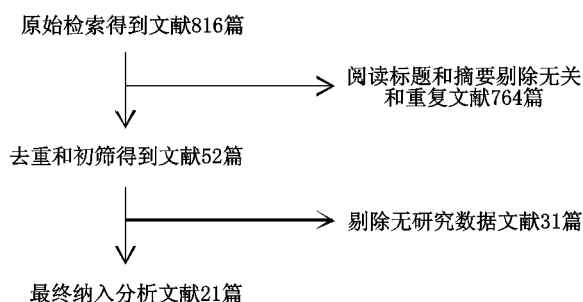 原始检索得到文献816篇
阅读标题和摘要剔除无关
和重复文献764篇
去重和初筛得到文献52篇
剔除无研究数据文献31篇
最终纳入分析文献21篇